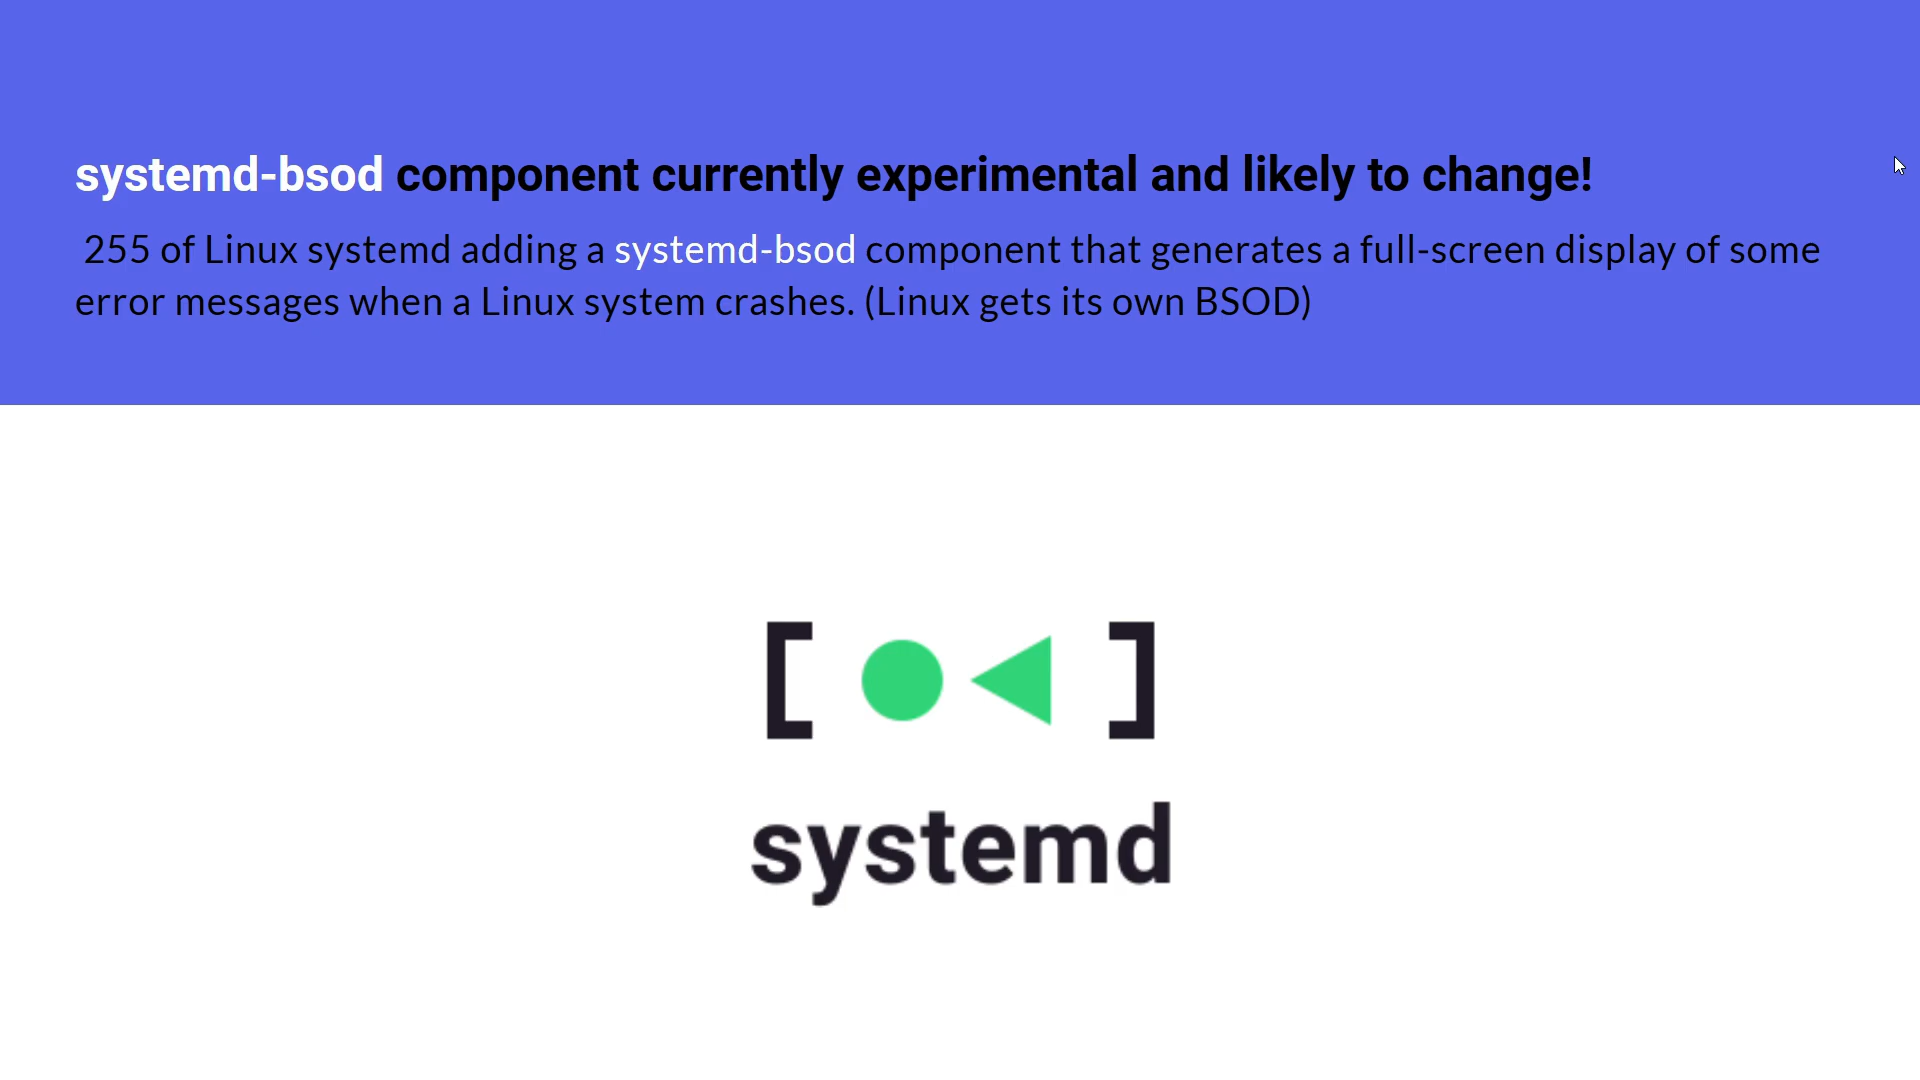 systemd-bsod component currently experimental and likely to change!
255 of Linux systemd adding a systemd-bsod component that generates a full-screen display of some
error messages when a Linux system crashes. (Linux gets its own BSOD)
systemd